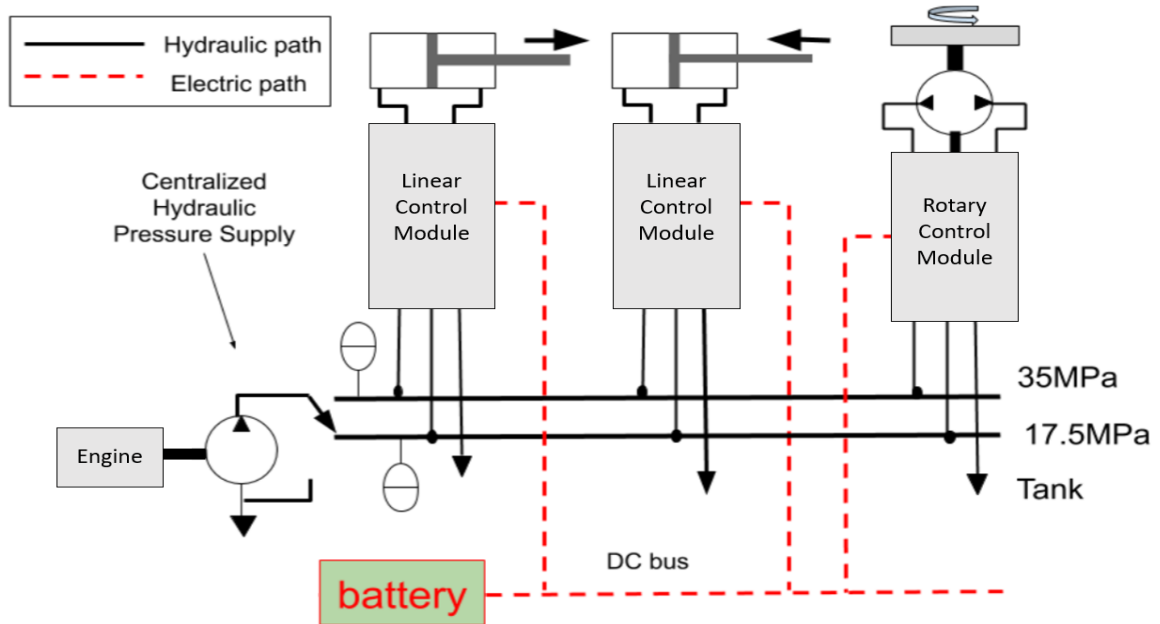 Hydraulic path
Electric path
Centralized
Hydraulic
Pressure Supply
Linear
Control
Module
Linear
Control
Module
Rotary
Control
Module
35MPa
17.5MPa
Engine
Tank
DC bus
battery